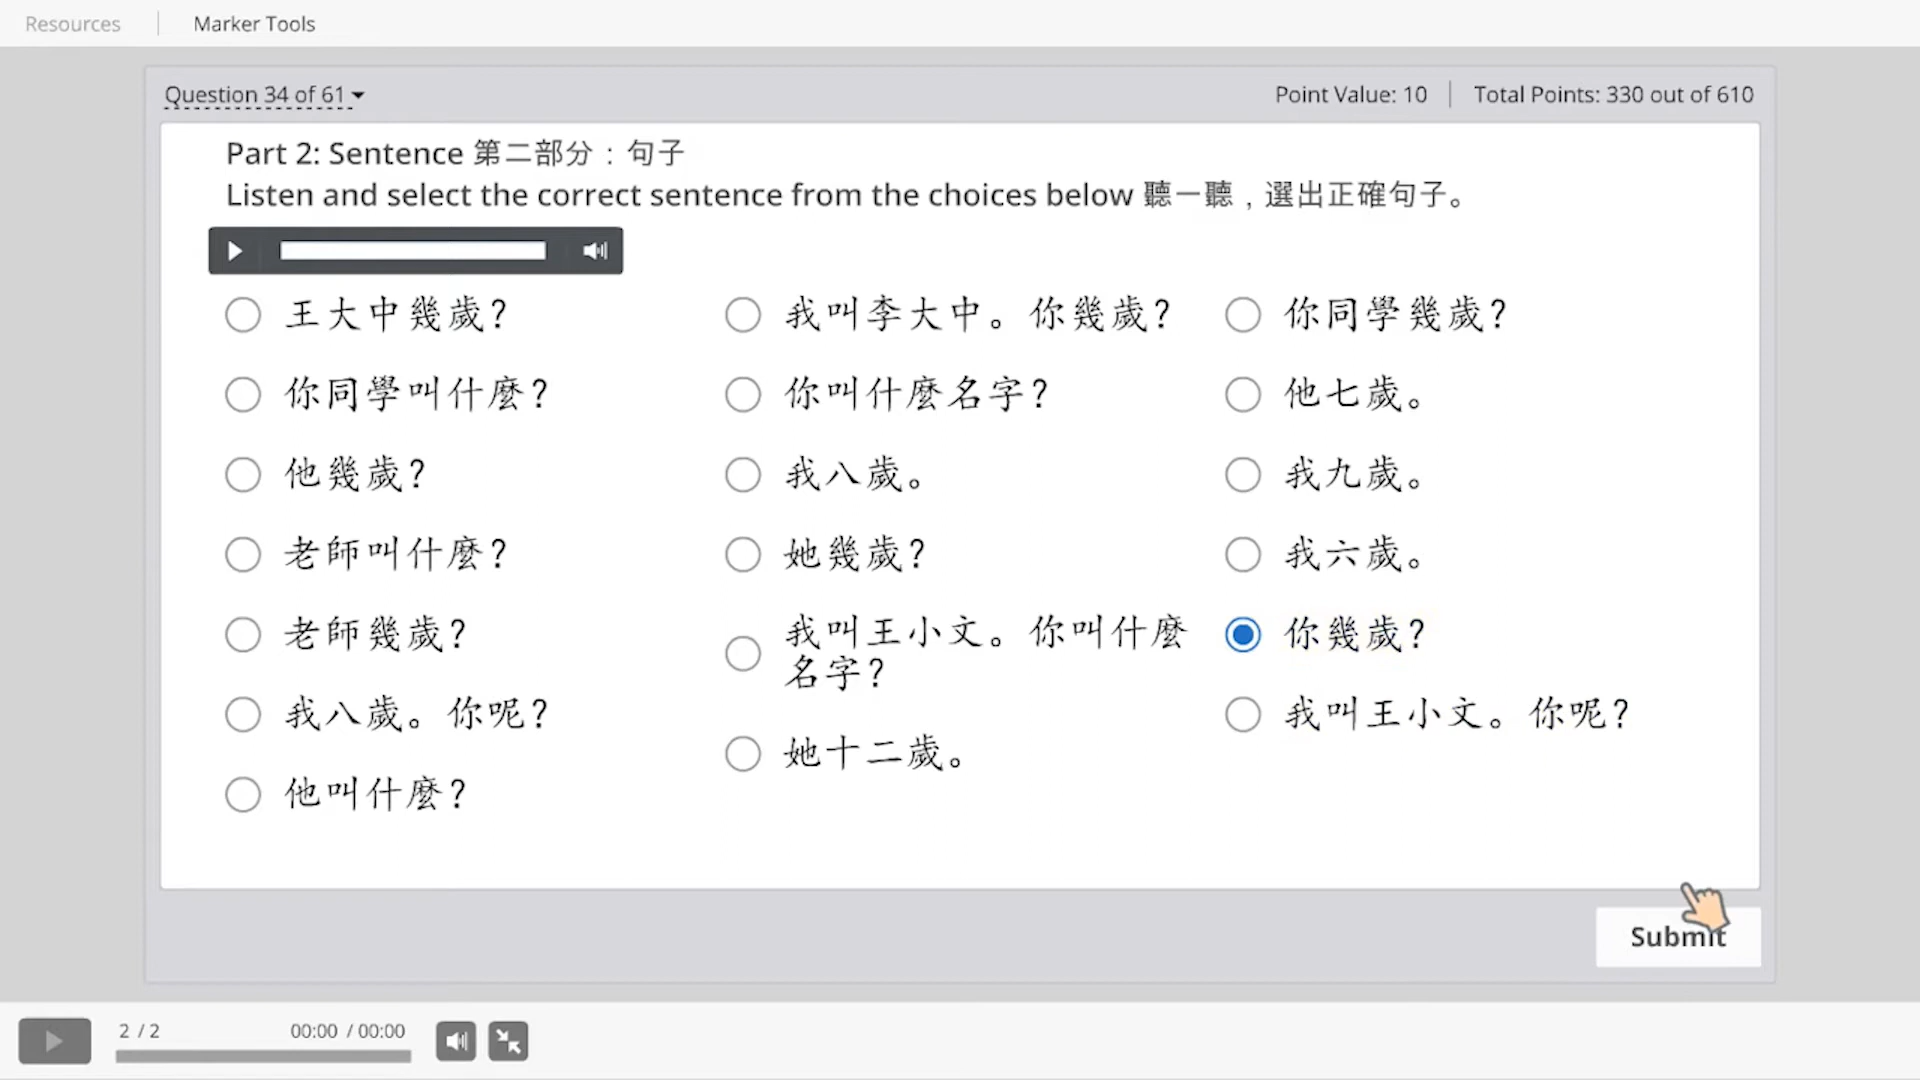 Resources
Marker Tools
Question 34 of 61
Point Value: 10
Total Points: 330 out of 610
Part 2: Sentence 第二部分：句子
Listen and select the correct sentence from the choices below 聽一聽，選出正確句子。
王大中幾歲？
你同學叫什麼？
他幾歲？
老師叫什麼？
老師幾歲？
我八歲。你呢？
他叫什麼？
我叫李大中。你幾歲？
你叫什麼名字？
我八歲。
她幾歲？
我叫王小文。你叫什麼
名字？
她十二歲。
你同學幾歲？
他七歲。
我九歲。
我六歲。
你幾歲？
我叫王小文。你呢？
Submit
2 / 2
00:00 / 00:00